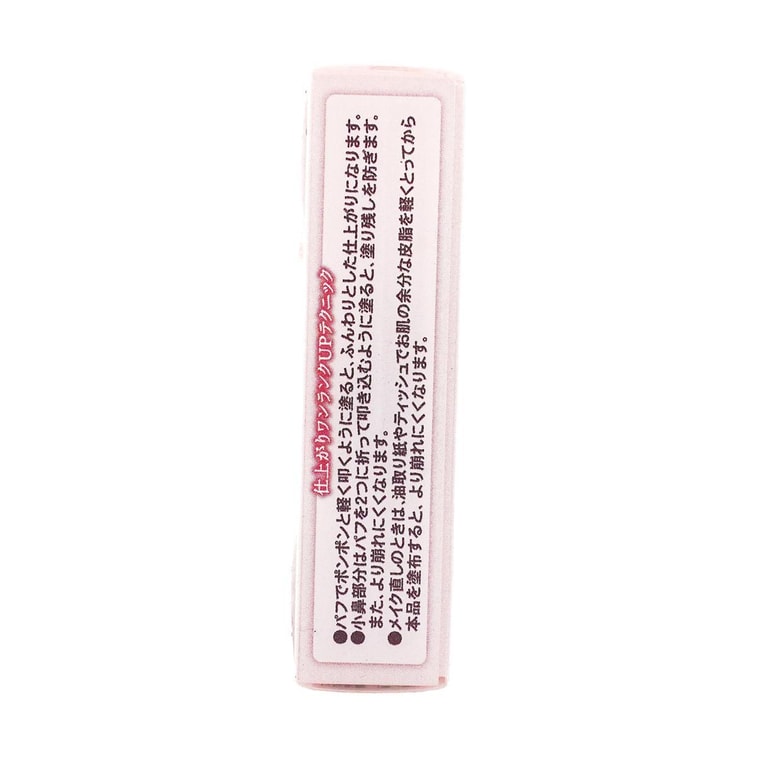 仕上がりワンランクUPテクニック
●パフでポンポンと軽く叩くように塗ると、ふんわりとした仕上がりになります。
●小鼻部分はパフを2つに折って叩き込むように塗ると、塗り残しを防ぎます。
また、より崩れにくくなります。
●メイク直しのときは、油取り紙やティッシュでお肌の余分な皮脂を軽くとってから
本品を塗布すると、より崩れにくくなります。